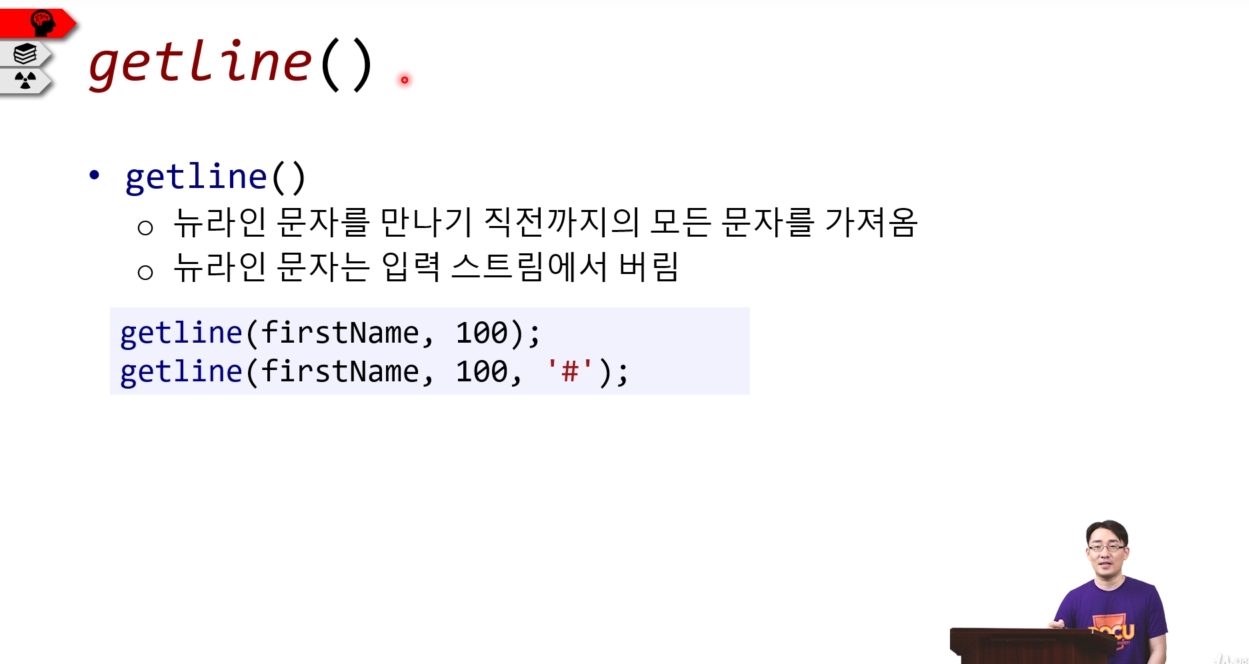 getline()
• getline()
o 뉴라인 문자를 만나기 직전까지의 모든 문자를 가져옴
o 뉴라인 문자는 입력 스트림에서 버림
getline(firstName, 100);
getline(firstName, 100, '#');